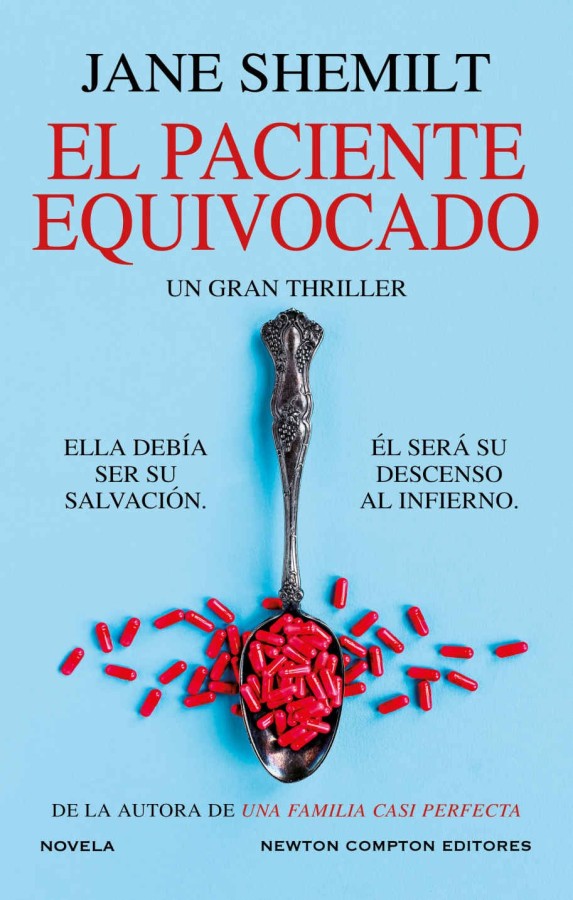 JANE SHEMILT
EL PACIENTE
EQUIVOCADO
UN GRAN THRILLER
ELLA DEBÍA
SER SU
SALVACIÓN.
ÉL SERÁ SU
DESCENSO
AL INFIERNO.
DE LA AUTORA DE UNA FAMILIA CASI PERFECTA
NOVELA
NEWTON COMPTON EDITORES